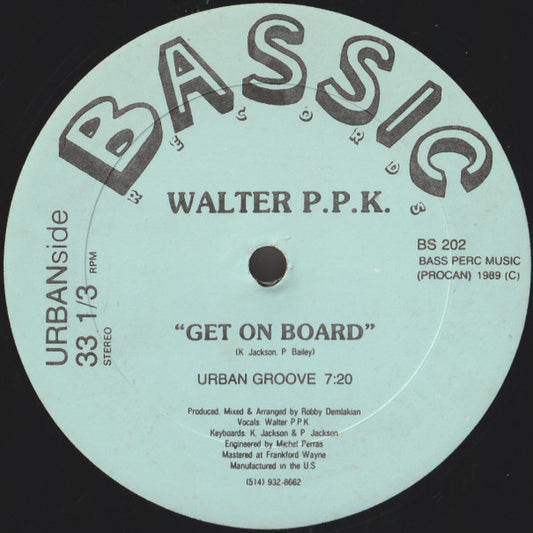 BASSIC
RECORDS
WALTER P.P.K.
URBANside
33 1/3 RPM
STEREO
BS 202
BASS PERC MUSIC
(PROCAN) 1989 (C)
"GET ON BOARD"
(K. Jackson, P. Bailey)
URBAN GROOVE 7:20
Produced, Mixed & Arranged by Robby Demlakian
Vocals: Walter P.P.K.
Keyboards: K. Jackson & P. Jackson
Engineered by Michel Perras
Mastered at Frankford Wayne
Manufactured in the U.S.
(514) 932-8662